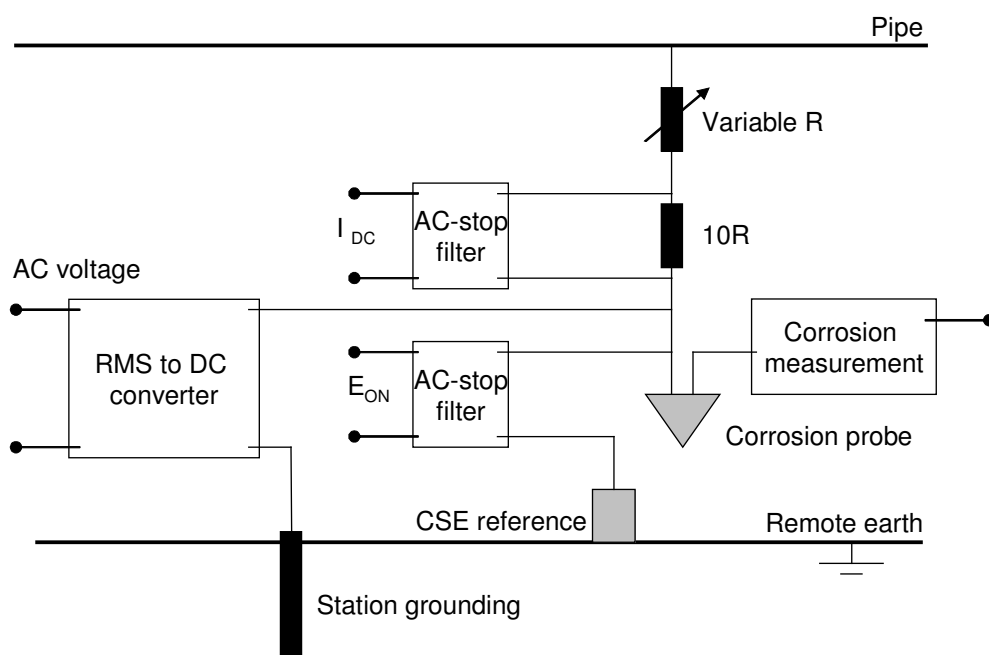 Pipe
Variable R
I DC
AC-stop
filter
10R
AC voltage
RMS to DC
converter
EON
AC-stop
filter
Corrosion
measurement
Corrosion probe
CSE reference
Remote earth
Station grounding